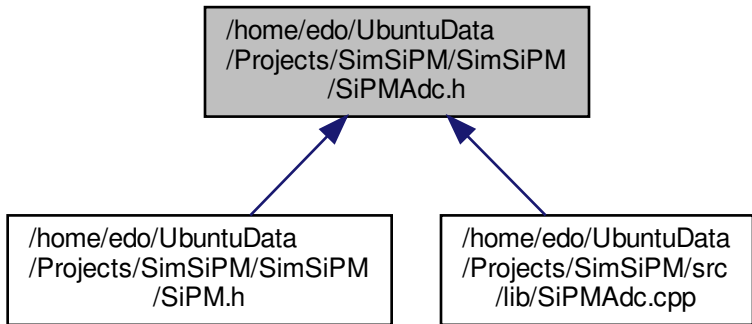 /home/edo/UbuntuData
/Projects/SimSiPM/SimSiPM
/SiPMAdc.h
/home/edo/UbuntuData
/Projects/SimSiPM/SimSiPM
/SiPM.h
/home/edo/UbuntuData
/Projects/SimSiPM/src
/lib/SiPMAdc.cpp